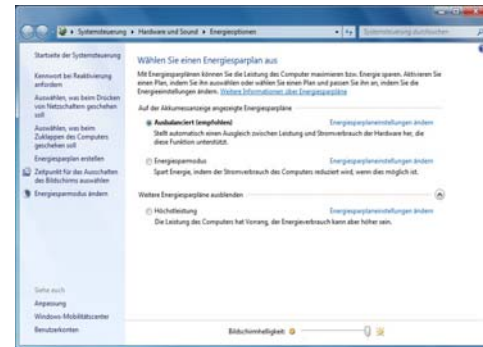 Systemsteuerung ▸ Hardware und Sound ▸ Energieoptionen
Systemsteuerung durchsuchen
Startseite der Systemsteuerung
Kennwort bei Reaktivierung
anfordern
Auswählen, was beim Drücken
von Netzschaltern geschehen
soll
Auswählen, was beim
Zuklappen des Computers
geschehen soll
Energiesparplan erstellen
Zeitpunkt für das Ausschalten
des Bildschirms auswählen
Energiesparmodus ändern
Siehe auch
Anpassung
Windows-Mobilitätscenter
Benutzerkonten
Wählen Sie einen Energiesparplan aus
Mit Energiesparplänen können Sie die Leistung des Computer maximieren bzw. Energie sparen. Aktivieren Sie
einen Plan, indem Sie ihn auswählen oder wählen Sie einen Plan und passen Sie ihn an, indem Sie die
Energieeinstellungen ändern. Weitere Informationen über Energiesparpläne
Auf der Akkumessanzeige angezeigte Energiesparpläne
Ausbalanciert (empfohlen) Energiesparplaneinstellungen ändern
Stellt automatisch einen Ausgleich zwischen Leistung und Stromverbrauch der Hardware her, die
diese Funktion unterstützt.
Energiesparmodus Energiesparplaneinstellungen ändern
Spart Energie, indem der Stromverbrauch des Computers reduziert wird, wenn dies möglich ist.
Weitere Energiesparpläne ausblenden
Höchstleistung Energiesparplaneinstellungen ändern
Die Leistung des Computers hat Vorrang, der Energieverbrauch kann aber höher sein.
Bildschirmhelligkeit: